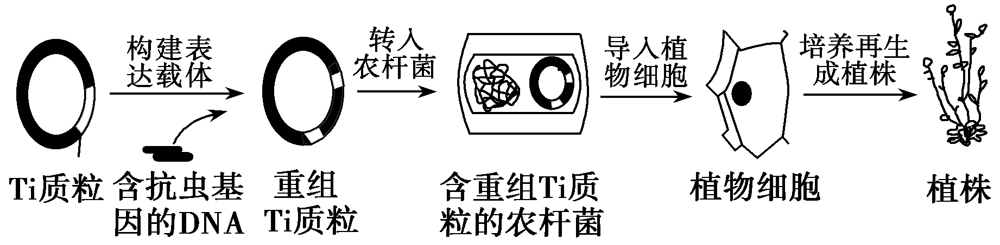 构建表
达载体
转入
农杆菌
导入植
物细胞
培养再生
成植株
Ti质粒
含抗虫基
因的DNA
重组
Ti质粒
含重组Ti质
粒的农杆菌
植物细胞
植株